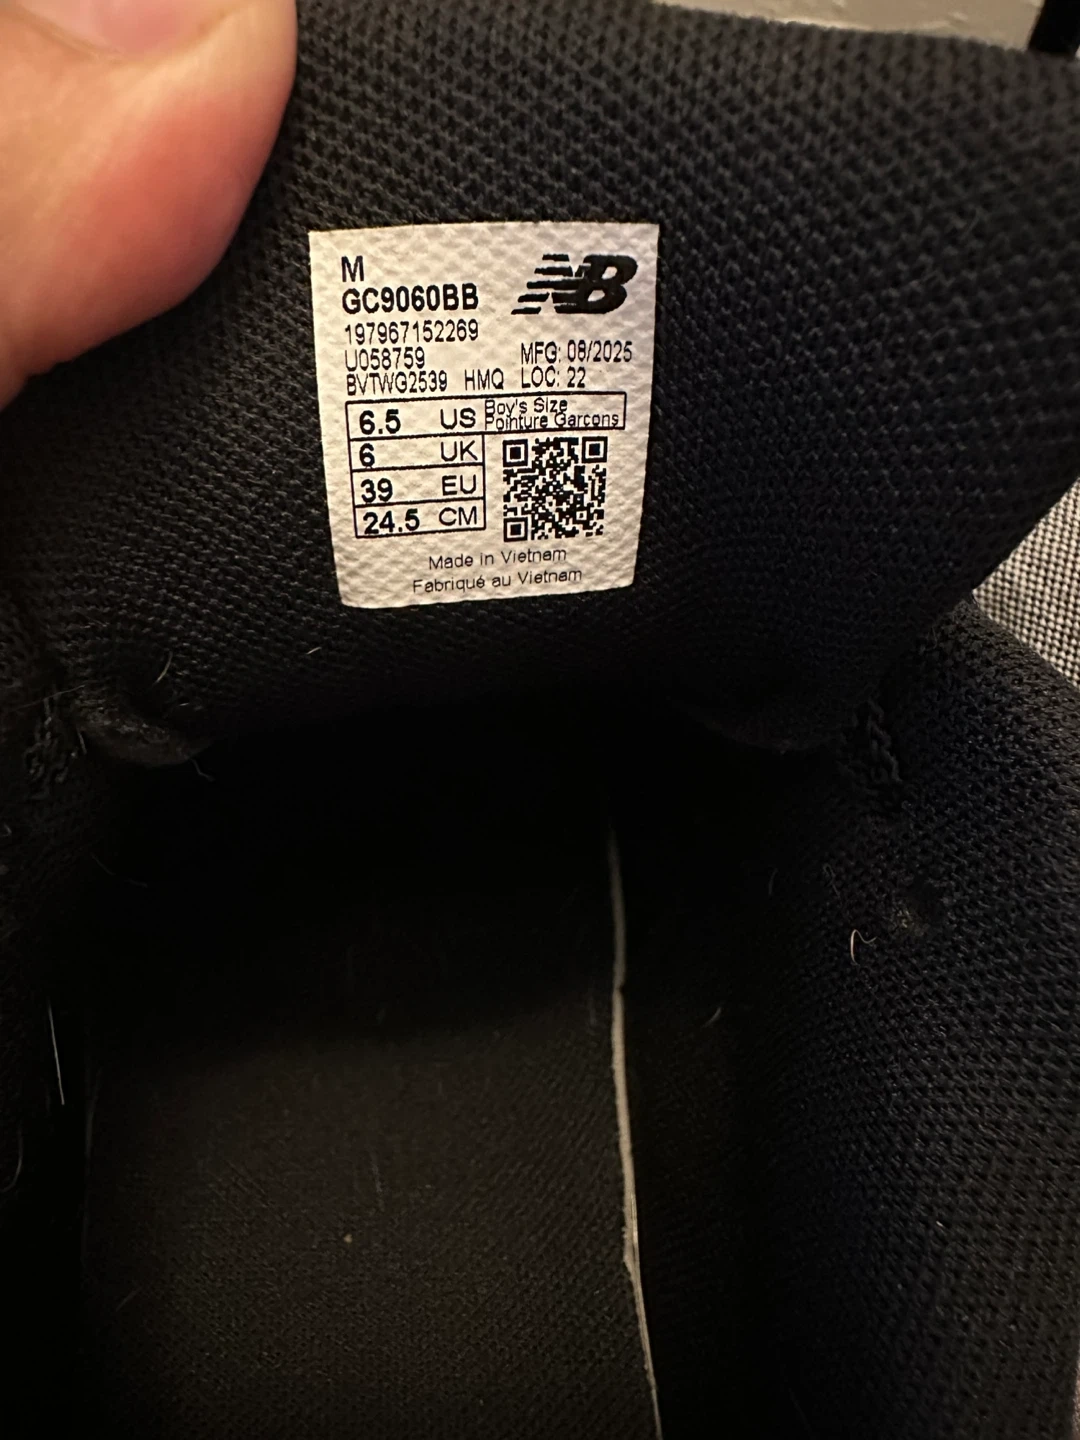 M
GC9060BB
NB
197967152269
U058759 MFG: 08/2025
BVTWG2539 HMQ LOC: 22
6.5 US Boy's Size
Pointure Garcons
6 UK
39 EU
24.5 CM
Made in Vietnam
Fabriqué au Vietnam